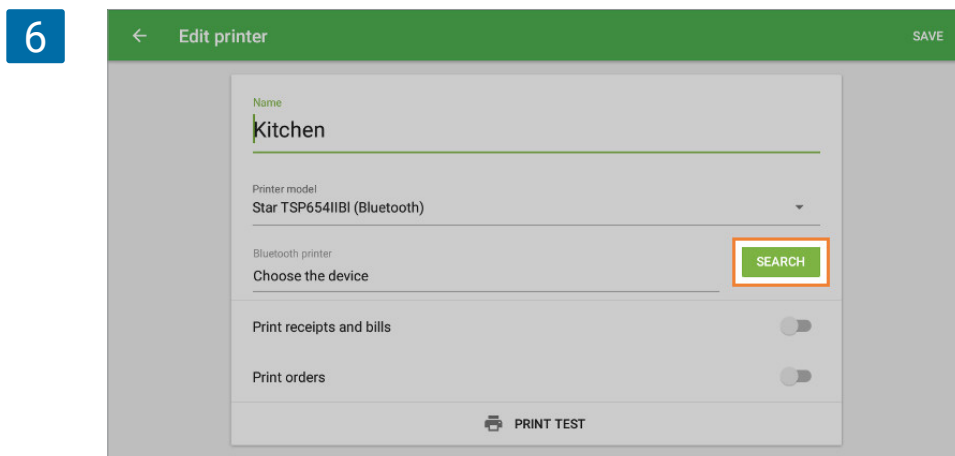 6
Edit printer
SAVE
Name
Kitchen
Printer model
Star TSP654IIBI (Bluetooth)
Bluetooth printer
Choose the device
SEARCH
Print receipts and bills
Print orders
PRINT TEST